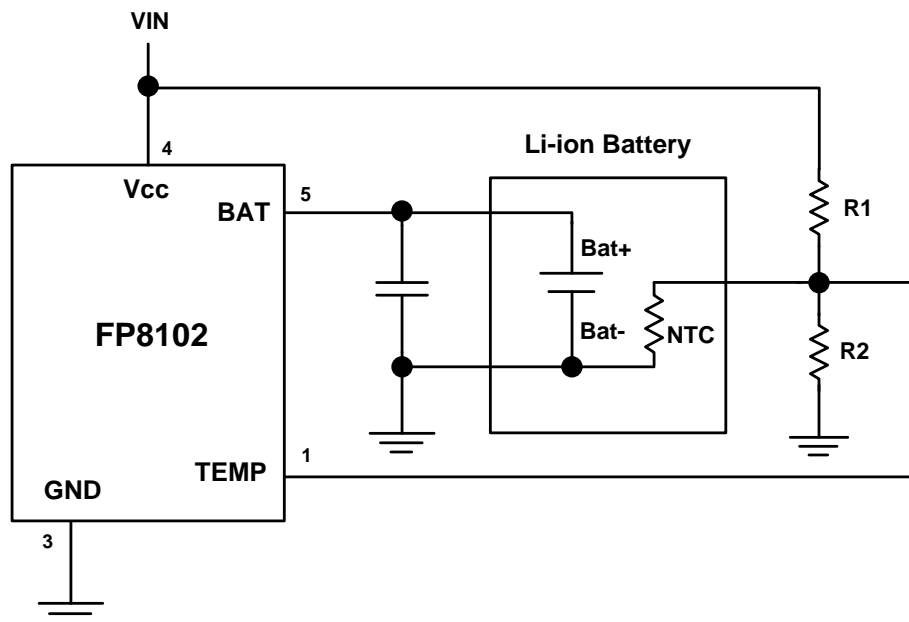 VIN
4
Li-ion Battery
Vcc
5
BAT
R1
Bat+
FP8102
Bat-
NTC
R2
1
TEMP
GND
3